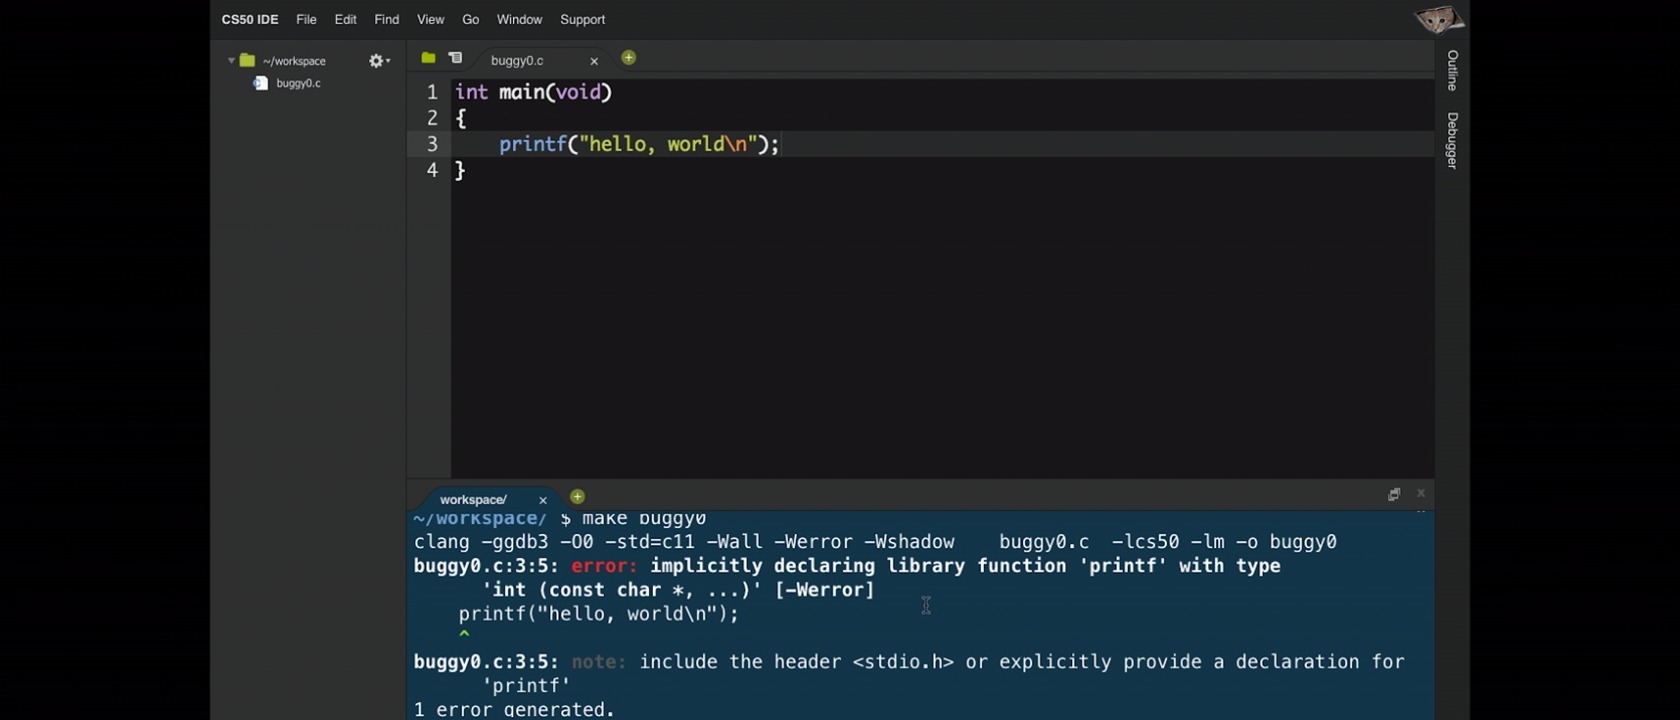 CS50 IDE File Edit Find View Go Window Support
~/workspace
buggy0.c
buggy0.c
1 int main(void)
2 {
3     printf("hello, world\n");
4 }
Outline
Debugger
workspace/
~/workspace/ $ make buggy0
clang -ggdb3 -O0 -std=c11 -Wall -Werror -Wshadow    buggy0.c  -lcs50 -lm -o buggy0
buggy0.c:3:5: error: implicitly declaring library function 'printf' with type
      'int (const char *, ...)' [-Werror]
    printf("hello, world\n");
    ^
buggy0.c:3:5: note: include the header <stdio.h> or explicitly provide a declaration for
      'printf'
1 error generated.